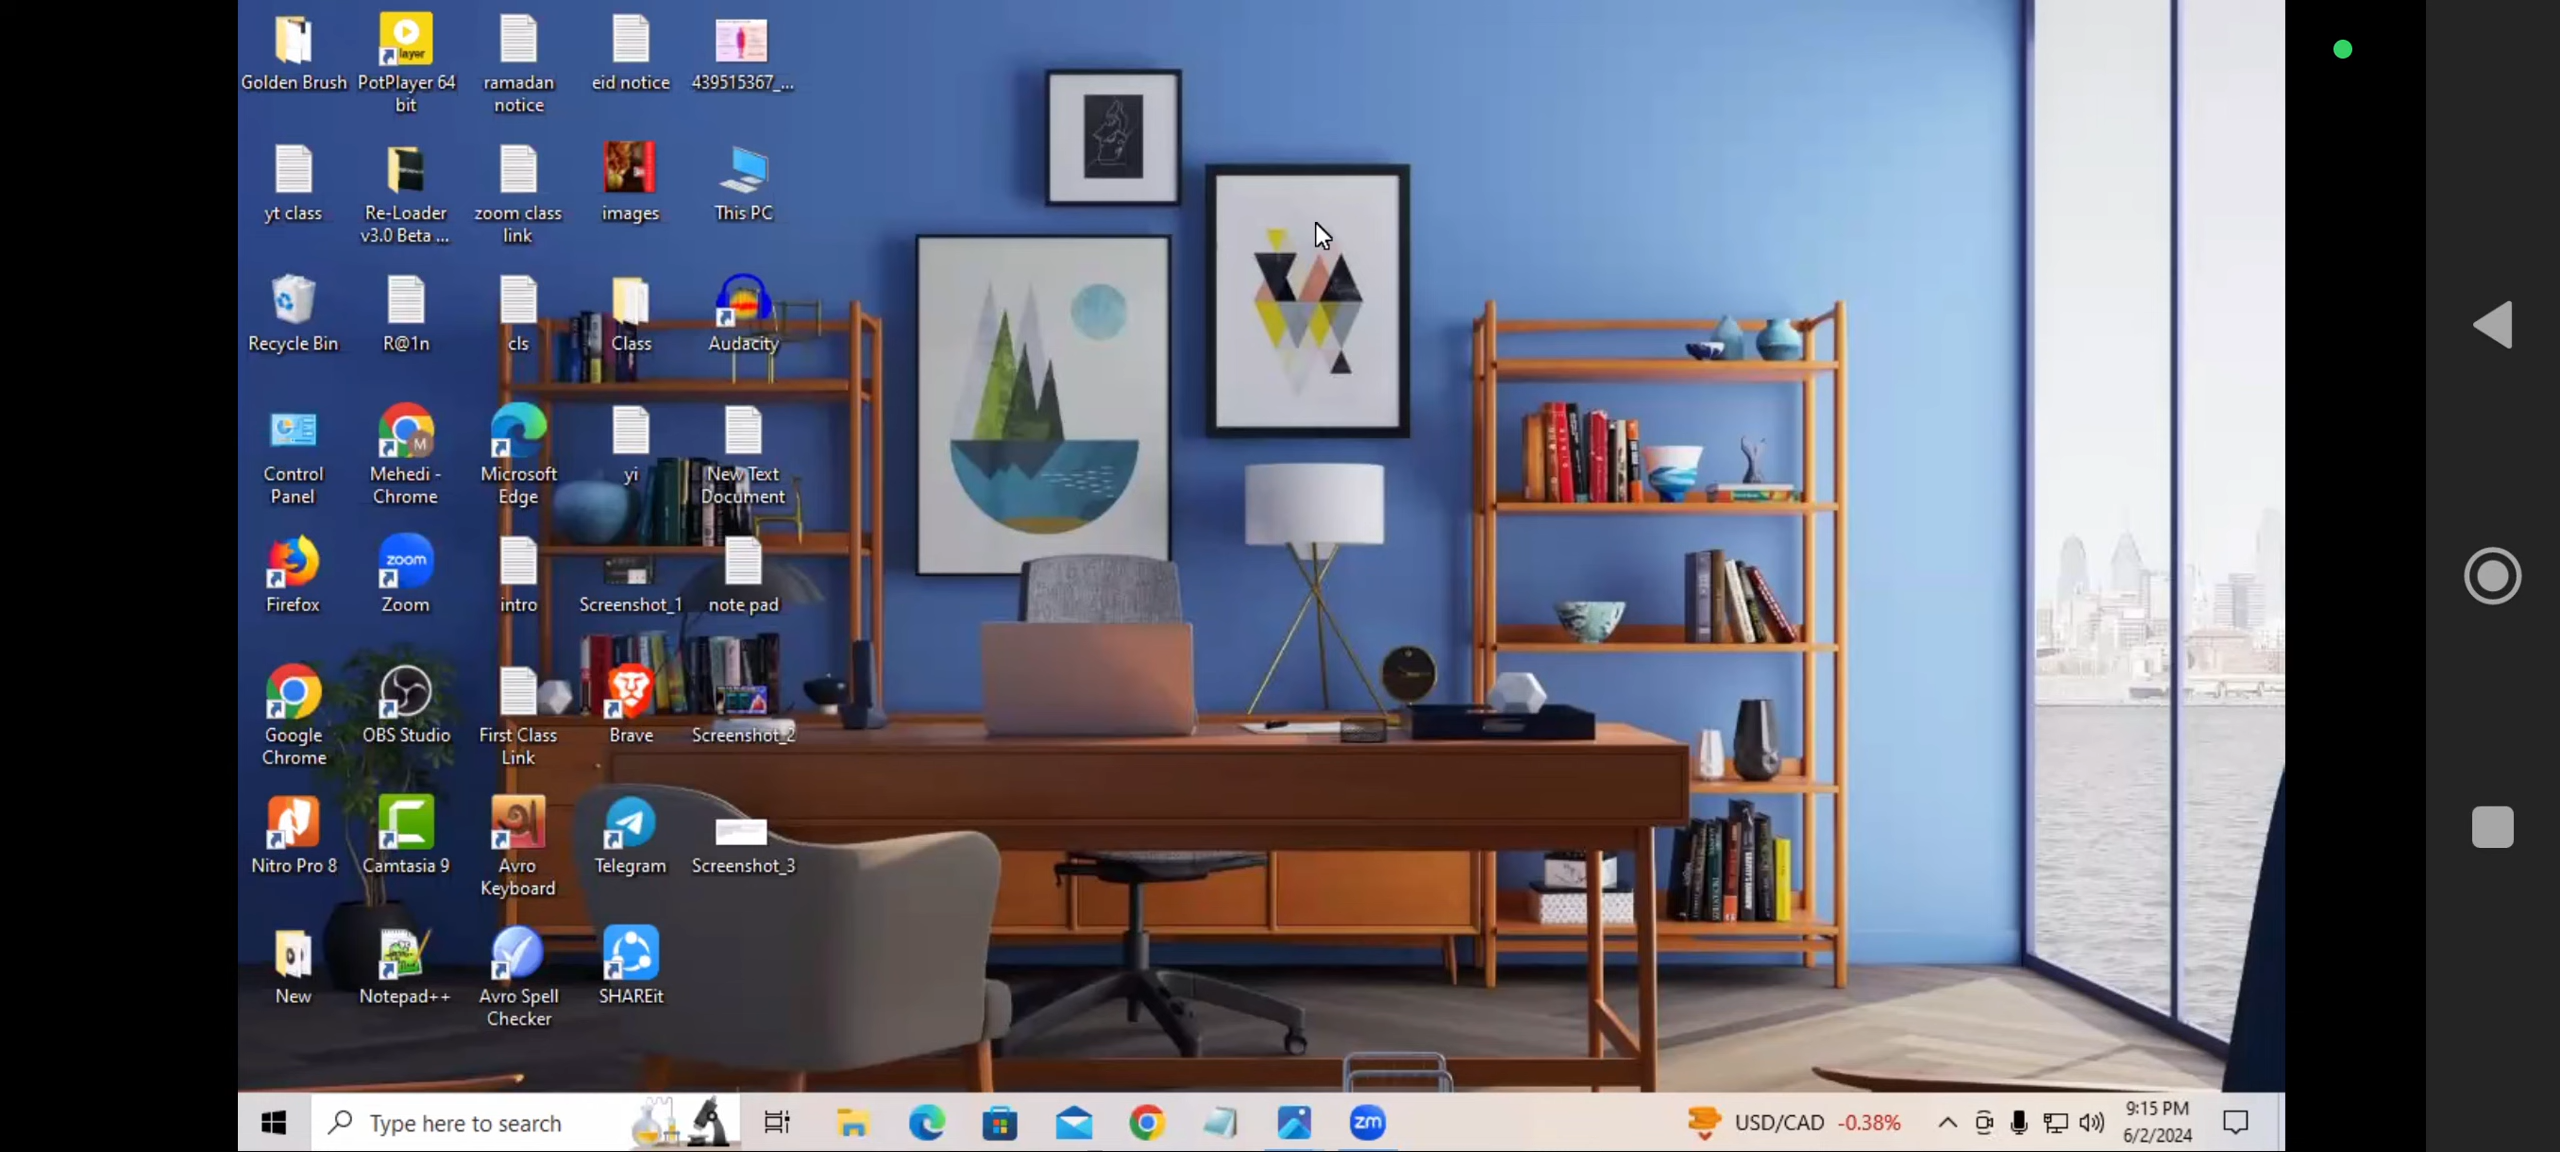 Golden Brush
PotPlayer 64
bit
ramadan
notice
eid notice
439515367_...
yt class
Re-Loader
v3.0 Beta ...
zoom class
link
images
This PC
Recycle Bin
R@1n
cls
Class
Audacity
Control
Panel
Mehedi -
Chrome
Microsoft
Edge
yi
New Text
Document
Firefox
zoom
Zoom
intro
Screenshot_1
note pad
Google
Chrome
OBS Studio
First Class
Link
Brave
Screenshot_2
Nitro Pro 8
Camtasia 9
Avro
Keyboard
Telegram
Screenshot_3
New
Notepad++
Avro Spell
Checker
SHAREit
Type here to search
zm
USD/CAD -0.38%
9:15 PM
6/2/2024